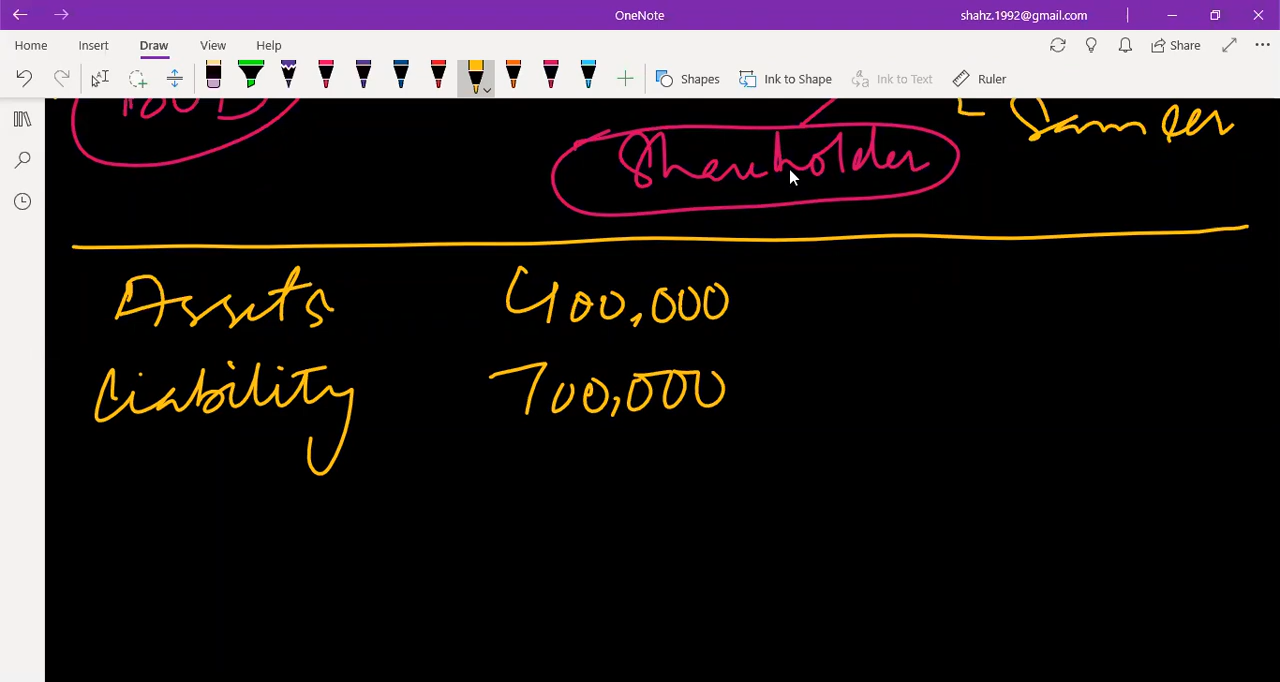 OneNote
shahz.1992@gmail.com
Home Insert Draw View Help
Share
Shapes Ink to Shape Ink to Text Ruler
Sameer
Shareholder
Assets 400,000
Liability 700,000